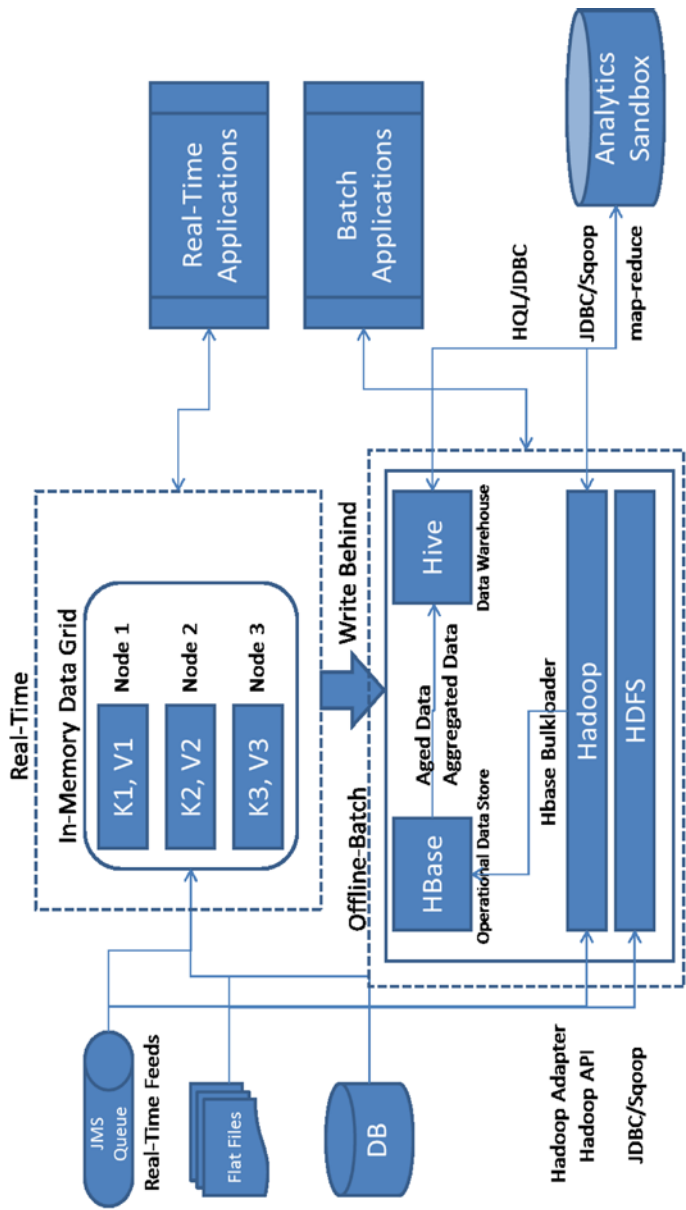 Real-Time
In-Memory Data Grid
K1, V1
Node 1
K2, V2
Node 2
K3, V3
Node 3
JMS
Queue
Real-Time Feeds
Flat Files
DB
Real-Time
Applications
Batch
Applications
Write Behind
Offline-Batch
HBase
Operational Data Store
Aged Data
Aggregated Data
Hive
Data Warehouse
Hbase Bulkloader
Hadoop
HDFS
Hadoop Adapter
Hadoop API
JDBC/Sqoop
HQL/JDBC
JDBC/Sqoop
map-reduce
Analytics
Sandbox